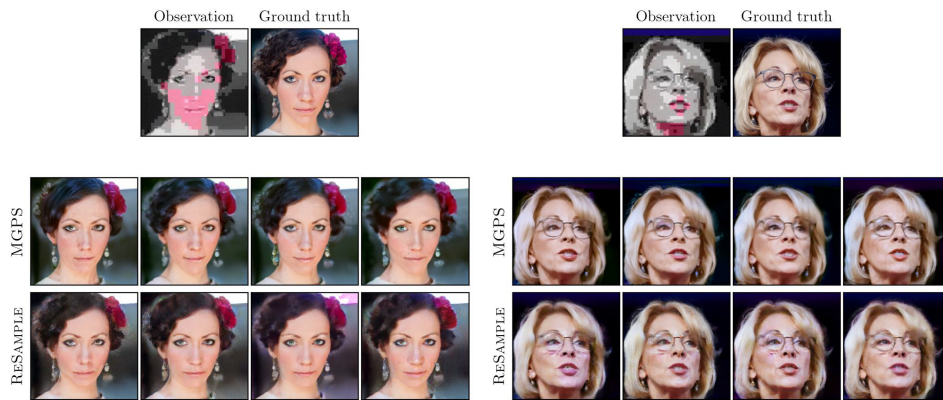 Observation Ground truth
Observation Ground truth
MGPS
MGPS
RESAMPLE
RESAMPLE